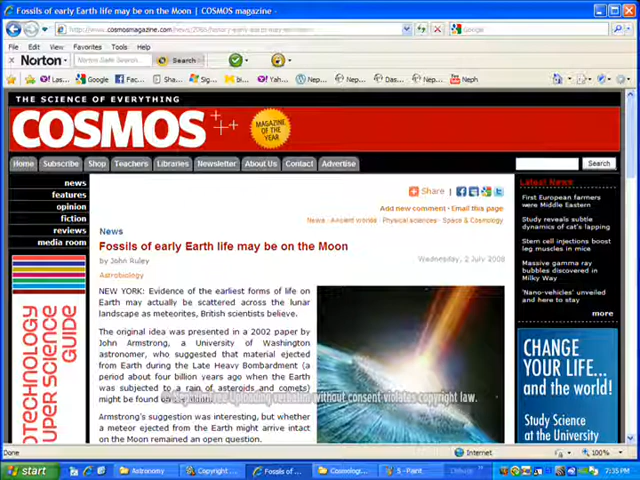 Fossils of early Earth life may be on the Moon | COSMOS magazine -
File Edit View Favorites Tools Help
Norton Search
Google
THE SCIENCE OF EVERYTHING
COSMOS
MAGAZINE OF THE YEAR
Home Subscribe Shop Teachers Libraries Newsletter About Us Contact Advertise Search
news
features
opinion
fiction
reviews
media room
TECHNOLOGY
SUPER SCIENCE
GUIDE
Share
Add new comment · Email this page
News Ancient worlds Physical sciences Space & Cosmology
News
Fossils of early Earth life may be on the Moon
by John Ruley
Wednesday, 2 July 2008
Astrobiology
NEW YORK: Evidence of the earliest forms of life on
Earth may actually be scattered across the lunar
landscape as meteorites, British scientists believe.
The original idea was presented in a 2002 paper by
John Armstrong, a University of Washington
astronomer, who suggested that material ejected
from Earth during the Late Heavy Bombardment (a
period about four billion years ago when the Earth
was subjected to a rain of asteroids and comets)
might be found on
Uploading verbatim without consent violates copyright law.
Armstrong's suggestion was interesting, but whether
a meteor ejected from the Earth might arrive intact
on the Moon remained an open question.
Latest News
First European farmers
were Middle Eastern
Study reveals subtle
dynamics of cat's lapping
Stem cell injections boost
leg muscles in mice
Massive gamma ray
bubbles discovered in
Milky Way
'Nano-vehicles' unveiled
and here to stay
more
CHANGE
YOUR LIFE...
and the world!
Study Science
at the University
Done Internet 100%
start Astronomy Copyright ... Fossils of ... Cosmolog... 5 - Paint 7:35 PM